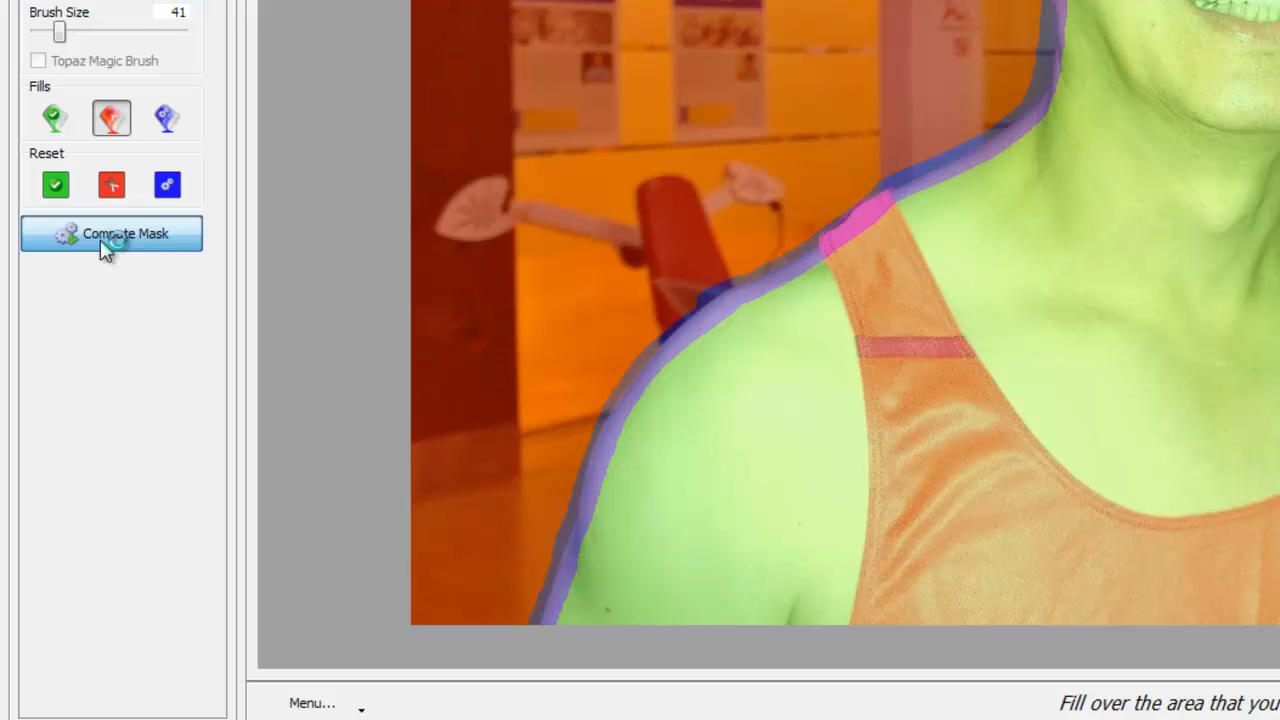 Brush Size 41
Topaz Magic Brush
Fills
Reset
Compute Mask
Menu...
Fill over the area that you